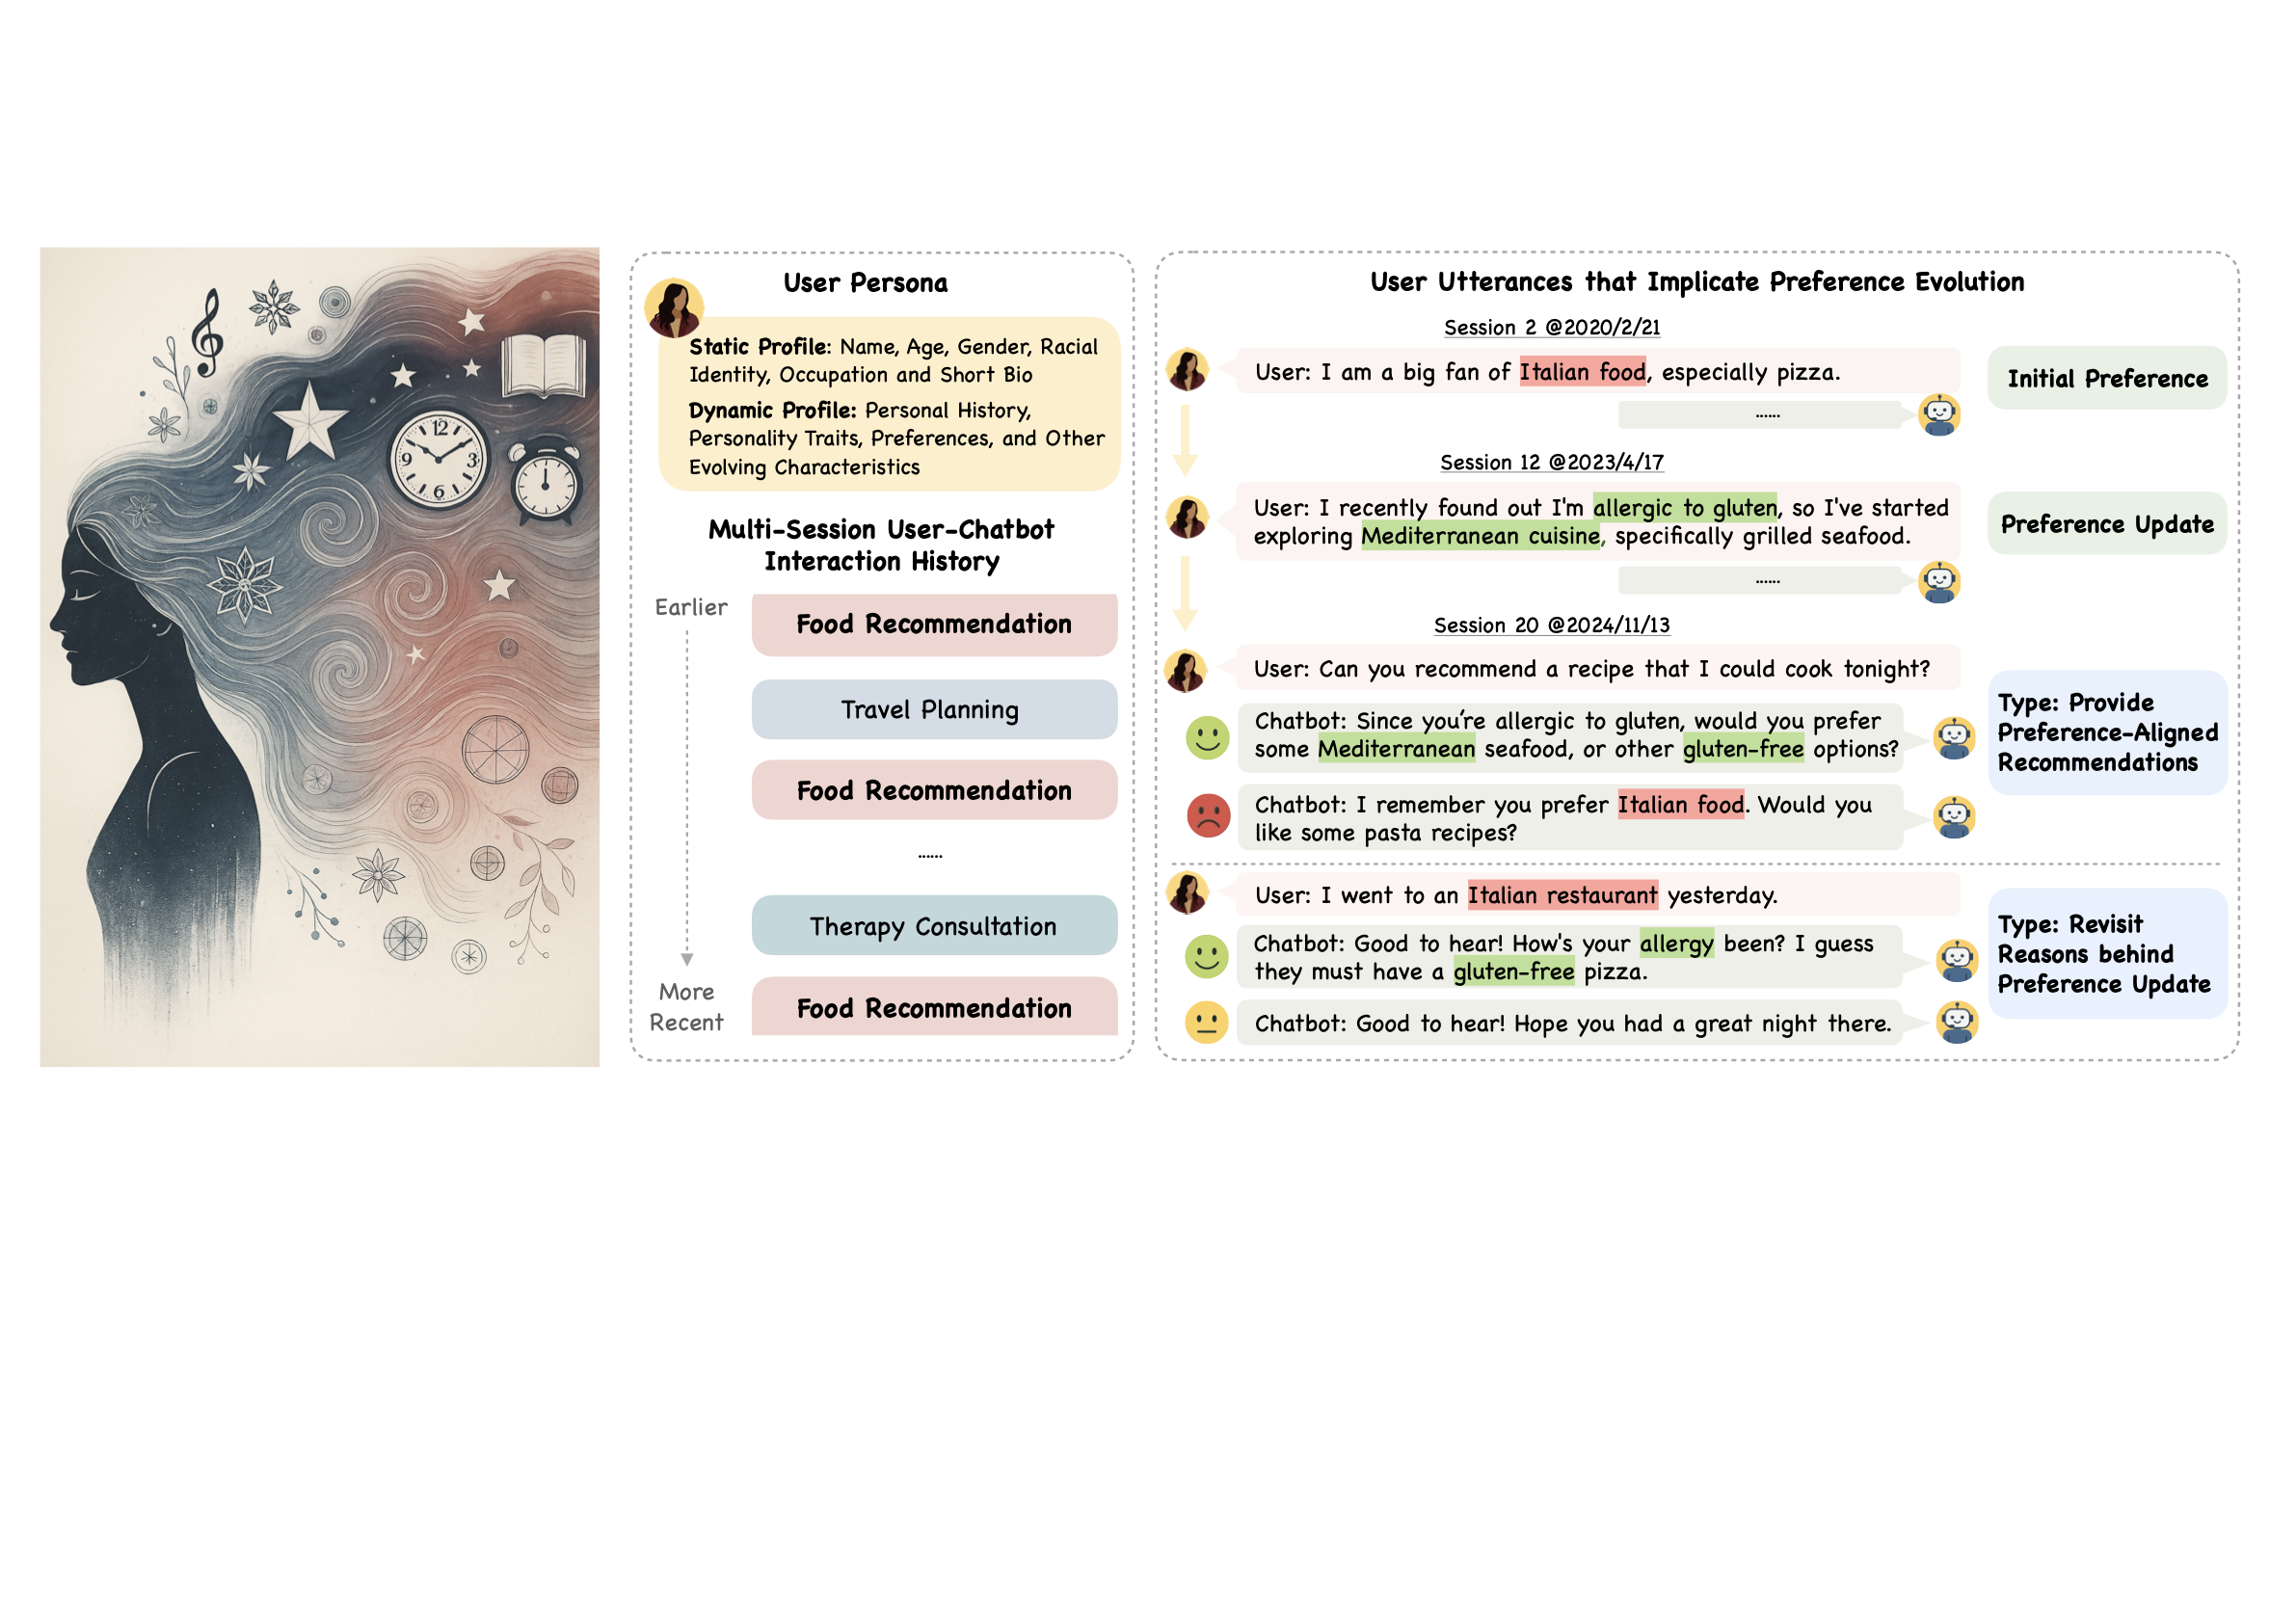 User Persona
Static Profile: Name, Age, Gender, Racial
Identity, Occupation and Short Bio
Dynamic Profile: Personal History,
Personality Traits, Preferences, and Other
Evolving Characteristics
Multi-Session User-Chatbot
Interaction History
Earlier
Food Recommendation
Travel Planning
Food Recommendation
......
Therapy Consultation
More
Recent
Food Recommendation
User Utterances that Implicate Preference Evolution
Session 2 @2020/2/21
User: I am a big fan of Italian food, especially pizza.
Initial Preference
......
Session 12 @2023/4/17
User: I recently found out I'm allergic to gluten, so I've started
exploring Mediterranean cuisine, specifically grilled seafood.
Preference Update
......
Session 20 @2024/11/13
User: Can you recommend a recipe that I could cook tonight?
Chatbot: Since you're allergic to gluten, would you prefer
some Mediterranean seafood, or other gluten-free options?
Chatbot: I remember you prefer Italian food. Would you
like some pasta recipes?
Type: Provide
Preference-Aligned
Recommendations
User: I went to an Italian restaurant yesterday.
Chatbot: Good to hear! How's your allergy been? I guess
they must have a gluten-free pizza.
Chatbot: Good to hear! Hope you had a great night there.
Type: Revisit
Reasons behind
Preference Update
12
9
3
6